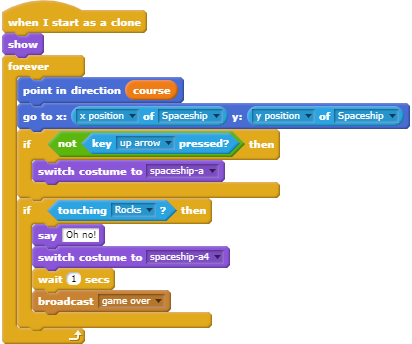 when I start as a clone
show
forever
point in direction course
go to x: x position of Spaceship y: y position of Spaceship
if not key up arrow pressed? then
switch costume to spaceship-a
if touching Rocks ? then
say Oh no!
switch costume to spaceship-a4
wait 1 secs
broadcast game over